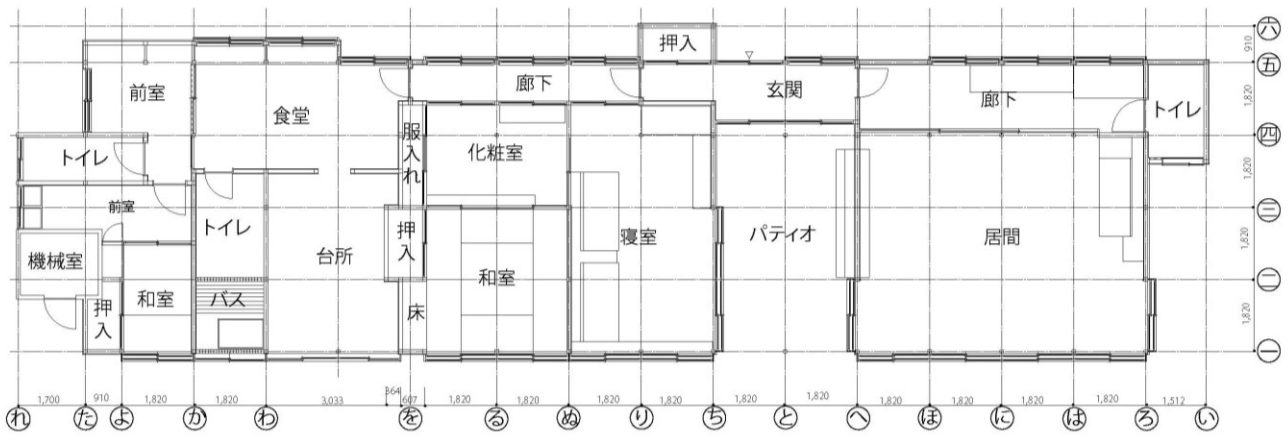 六
押入
910
五
前室
廊下
玄関
廊下
トイレ
1,820
食堂
服入れ
四
トイレ
化粧室
1,820
前室
トイレ
三
押入
寝室
パティオ
居間
機械室
台所
1,820
和室
バス
和室
二
押入
床
1,820
一
1,700
910
1,820
1,820
3,033
364
607
1,820
1,820
1,820
1,820
1,820
1,820
1,820
1,820
1,820
1,820
1,512
れ
た
よ
か
わ
を
る
ぬ
り
ち
と
へ
ほ
に
は
ろ
い